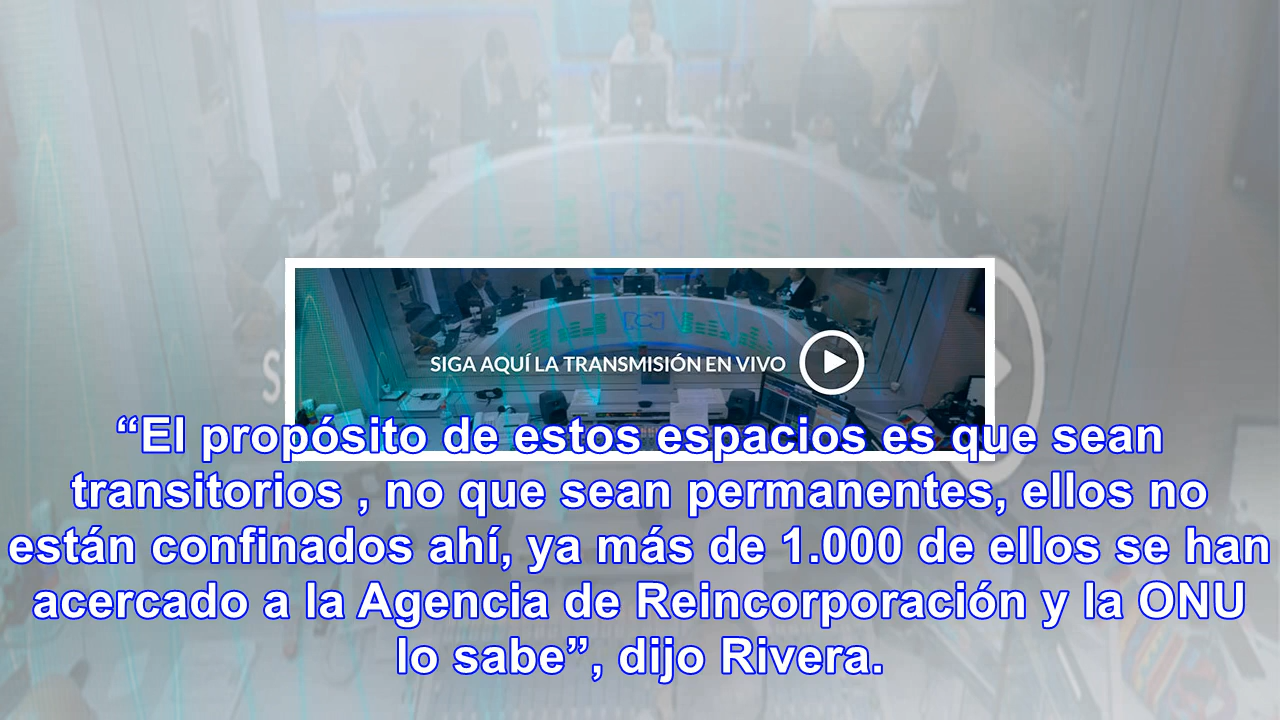 SIGA AQUÍ LA TRANSMISIÓN EN VIVO
“El propósito de estos espacios es que sean
transitorios , no que sean permanentes, ellos no
están confinados ahí, ya más de 1.000 de ellos se han
acercado a la Agencia de Reincorporación y la ONU
lo sabe”, dijo Rivera.